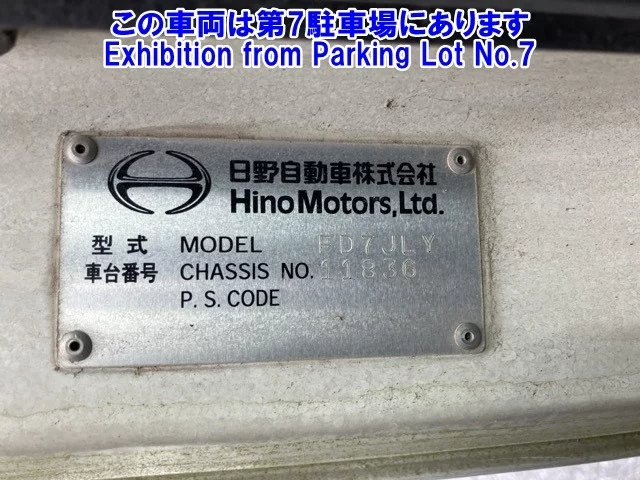 この車両は第7駐車場にあります
Exhibition from Parking Lot No.7
日野自動車株式会社
Hino Motors, Ltd.
型式 MODEL FD7JLY
車台番号 CHASSIS NO. 11836
P. S. CODE